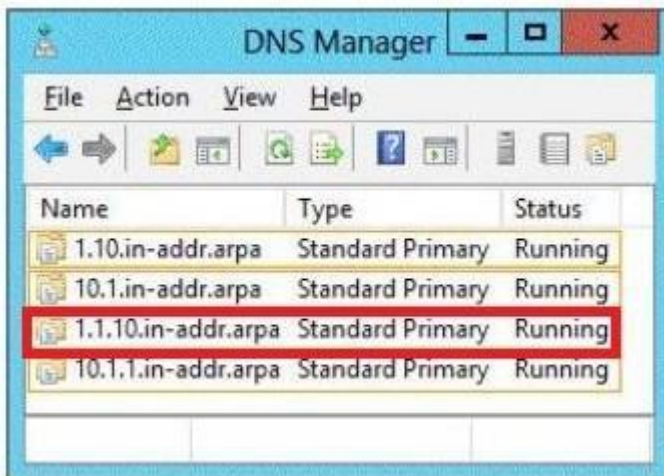 DNS Manager
File Action View Help
Name Type Status
1.10.in-addr.arpa Standard Primary Running
10.1.in-addr.arpa Standard Primary Running
1.1.10.in-addr.arpa Standard Primary Running
10.1.1.in-addr.arpa Standard Primary Running